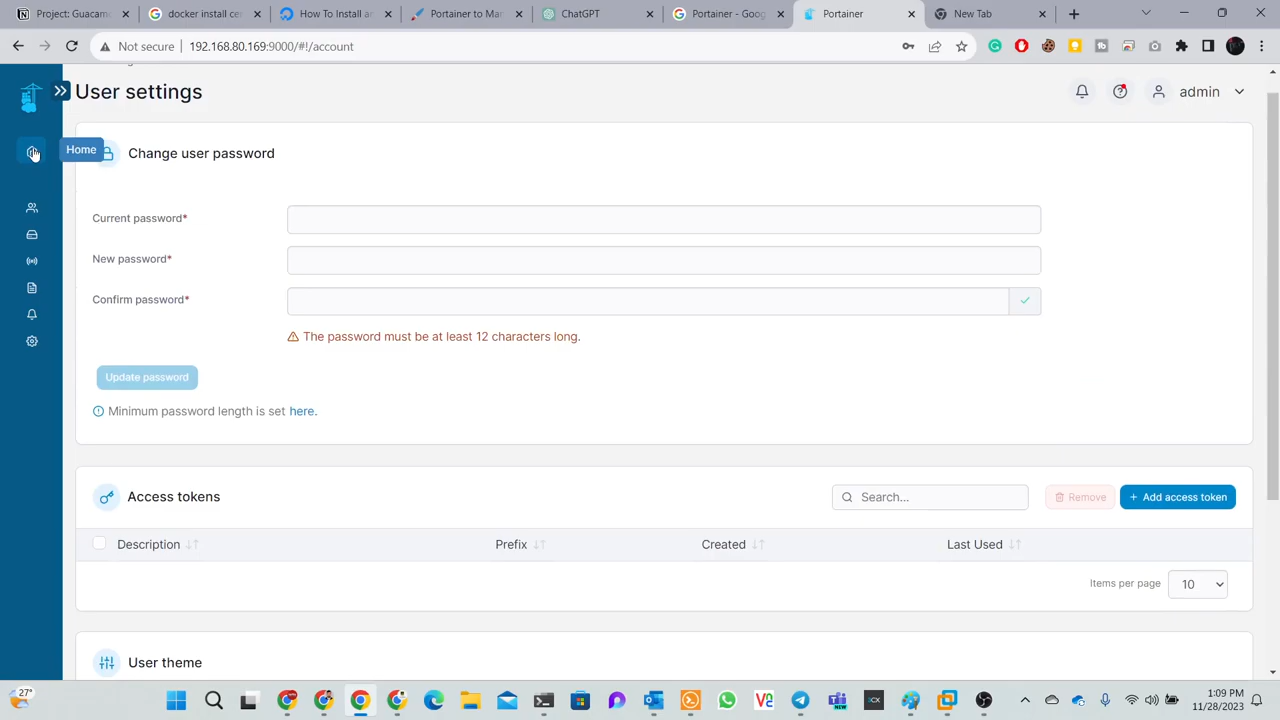 Project Guacam
docker install cen
How To Install an
Portainer to Man
ChatGPT
Portainer - Goog
Portainer
New Tab
Not secure 192.168.80.169:9000/#!/account
User settings
admin
Home
Change user password
Current password*
New password*
Confirm password*
The password must be at least 12 characters long.
Update password
Minimum password length is set here.
Access tokens
Search...
Remove
+ Add access token
Description
Prefix
Created
Last Used
Items per page
10
User theme
27°
1:09 PM
11/28/2023